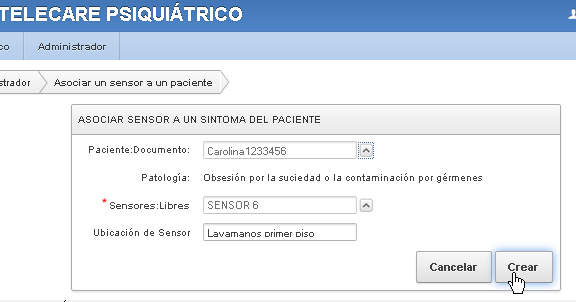 TELECARE PSIQUIÁTRICO
co Administrador
strador Asociar un sensor a un paciente
ASOCIAR SENSOR A UN SINTOMA DEL PACIENTE
Paciente:Documento: Carolina1233456
Patología: Obsesión por la suciedad o la contaminación por gérmenes
* Sensores:Libres SENSOR 6
Ubicación de Sensor Lavamanos primer piso
Cancelar Crear